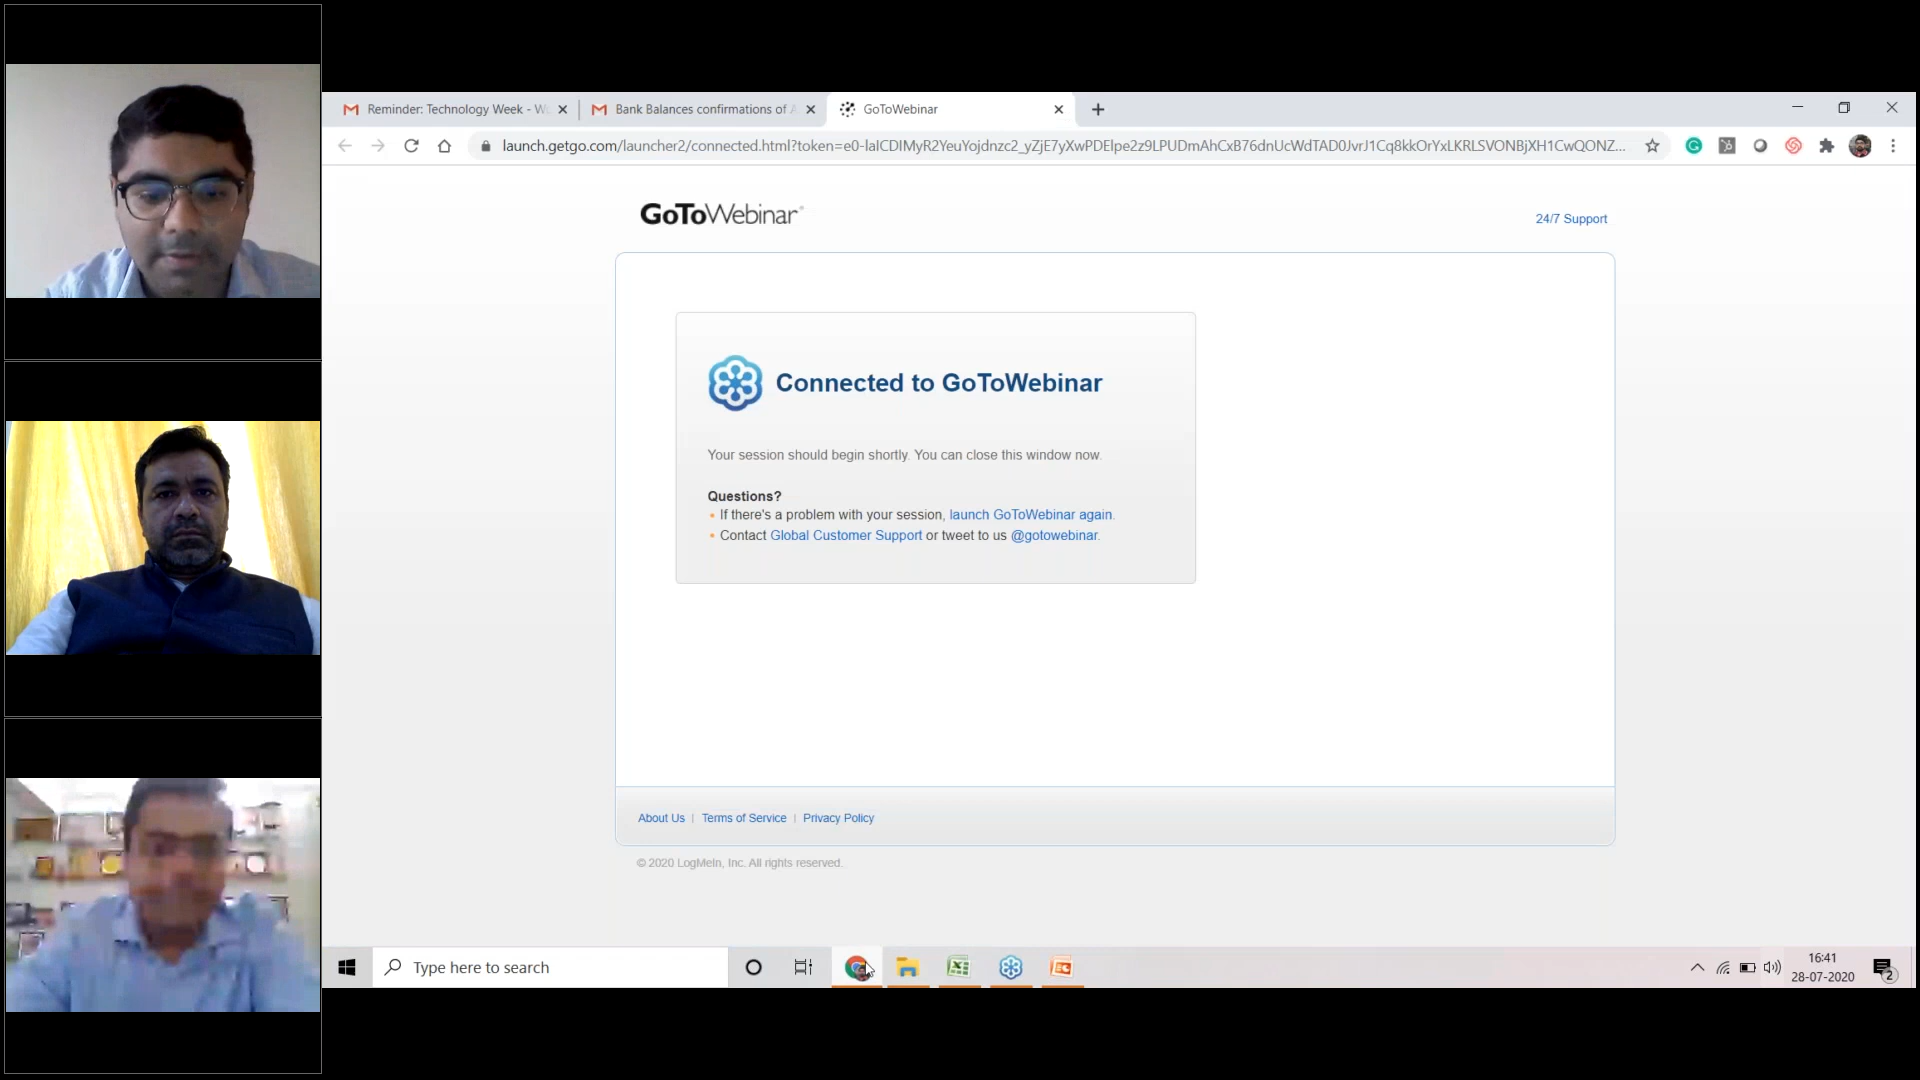 Reminder: Technology Week - W
Bank Balances confirmations of
GoToWebinar
launch.getgo.com/launcher2/connected.html?token=
GoToWebinar
24/7 Support
Connected to GoToWebinar
Your session should begin shortly. You can close this window now.
Questions?
If there's a problem with your session, launch GoToWebinar again.
Contact Global Customer Support or tweet to us @gotowebinar.
About Us | Terms of Service | Privacy Policy
© 2020 LogMeIn, Inc. All rights reserved.
Type here to search
16:41
28-07-2020
2